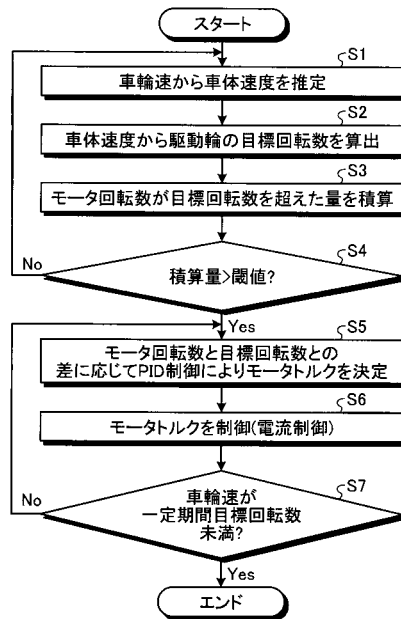 スタート
S1
車輪速から車体速度を推定
S2
車体速度から駆動輪の目標回転数を算出
S3
モータ回転数が目標回転数を超えた量を積算
S4
No
積算量>閾値?
Yes
S5
モータ回転数と目標回転数との
差に応じてPID制御によりモータトルクを決定
S6
モータトルクを制御(電流制御)
S7
No
車輪速が
一定期間目標回転数
未満?
Yes
エンド